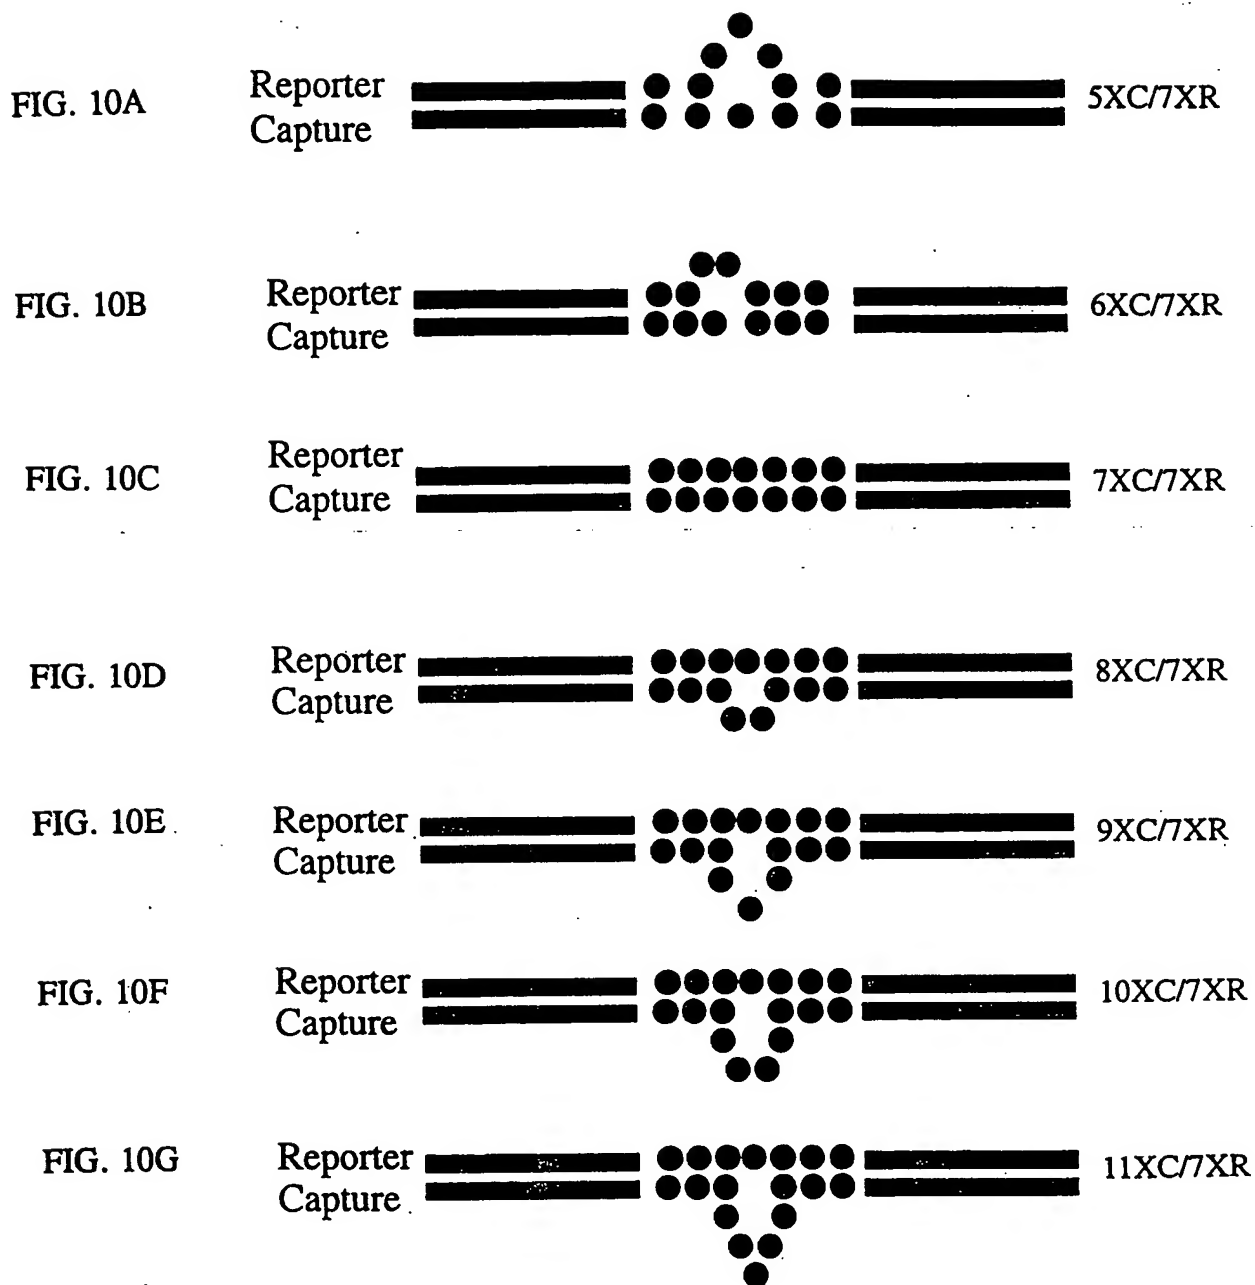 FIG. 10A
Reporter
Capture
5XC/7XR
FIG. 10B
Reporter
Capture
6XC/7XR
FIG. 10C
Reporter
Capture
7XC/7XR
FIG. 10D
Reporter
Capture
8XC/7XR
FIG. 10E
Reporter
Capture
9XC/7XR
FIG. 10F
Reporter
Capture
10XC/7XR
FIG. 10G
Reporter
Capture
11XC/7XR